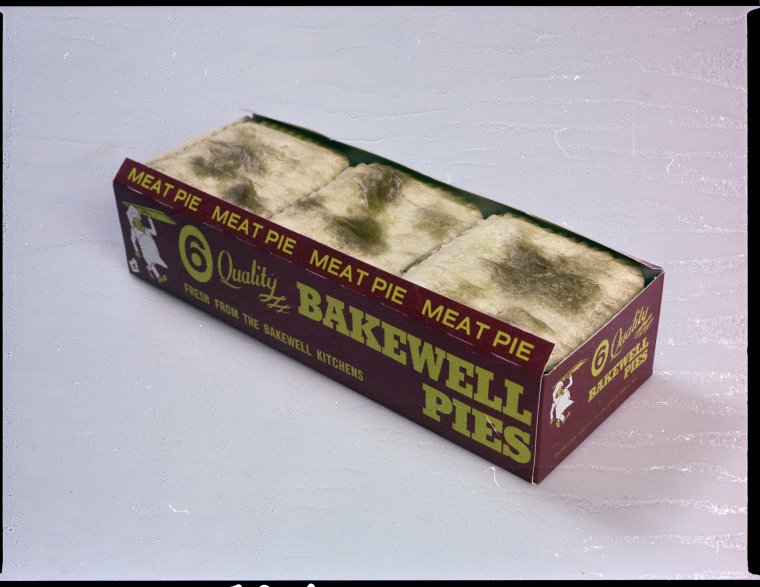 MEAT PIE MEAT PIE MEAT PIE MEAT PIE
6 Quality
BAKEWELL
PIES
FRESH FROM THE BAKEWELL KITCHENS
6 Quality
BAKEWELL
PIES